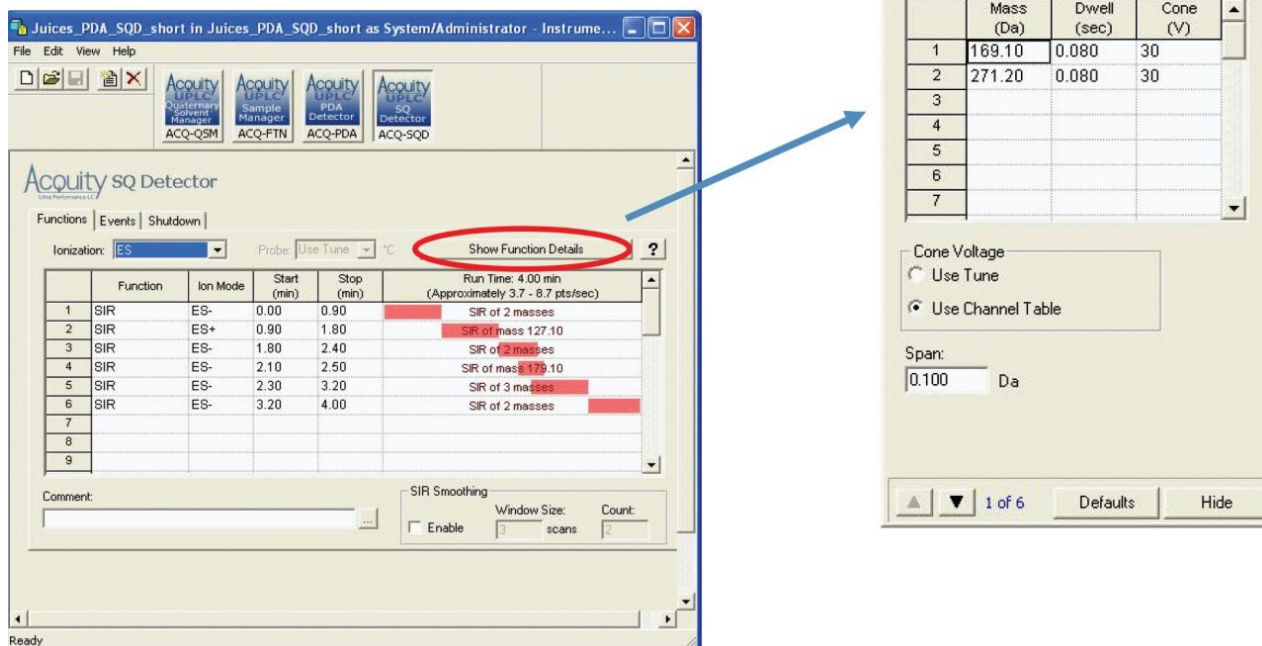 Juices_PDA_SQD_short in Juices_PDA_SQD_short as System/Administrator - Instrume...
File Edit View Help
Acquity UPLC Quaternary Solvent Manager
ACQ-QSM
Acquity UPLC Sample Manager
ACQ-FTN
Acquity UPLC PDA Detector
ACQ-PDA
Acquity UPLC SQ Detector
ACQ-SQD
Acquity SQ Detector
Ultra Performance LC
Functions Events Shutdown
Ionization: ES Probe: Use Tune °C Show Function Details ?
Function Ion Mode Start (min) Stop (min) Run Time: 4.00 min (Approximately 3.7 - 8.7 pts/sec)
1 SIR ES- 0.00 0.90 SIR of 2 masses
2 SIR ES+ 0.90 1.80 SIR of mass 127.10
3 SIR ES- 1.80 2.40 SIR of 2 masses
4 SIR ES- 2.10 2.50 SIR of mass 179.10
5 SIR ES- 2.30 3.20 SIR of 3 masses
6 SIR ES- 3.20 4.00 SIR of 2 masses
7
8
9
Comment:
...
SIR Smoothing
Window Size: Count:
Enable 3 scans 2
Ready
Mass (Da) Dwell (sec) Cone (V)
1 169.10 0.080 30
2 271.20 0.080 30
3
4
5
6
7
Cone Voltage
Use Tune
Use Channel Table
Span:
0.100 Da
1 of 6 Defaults Hide